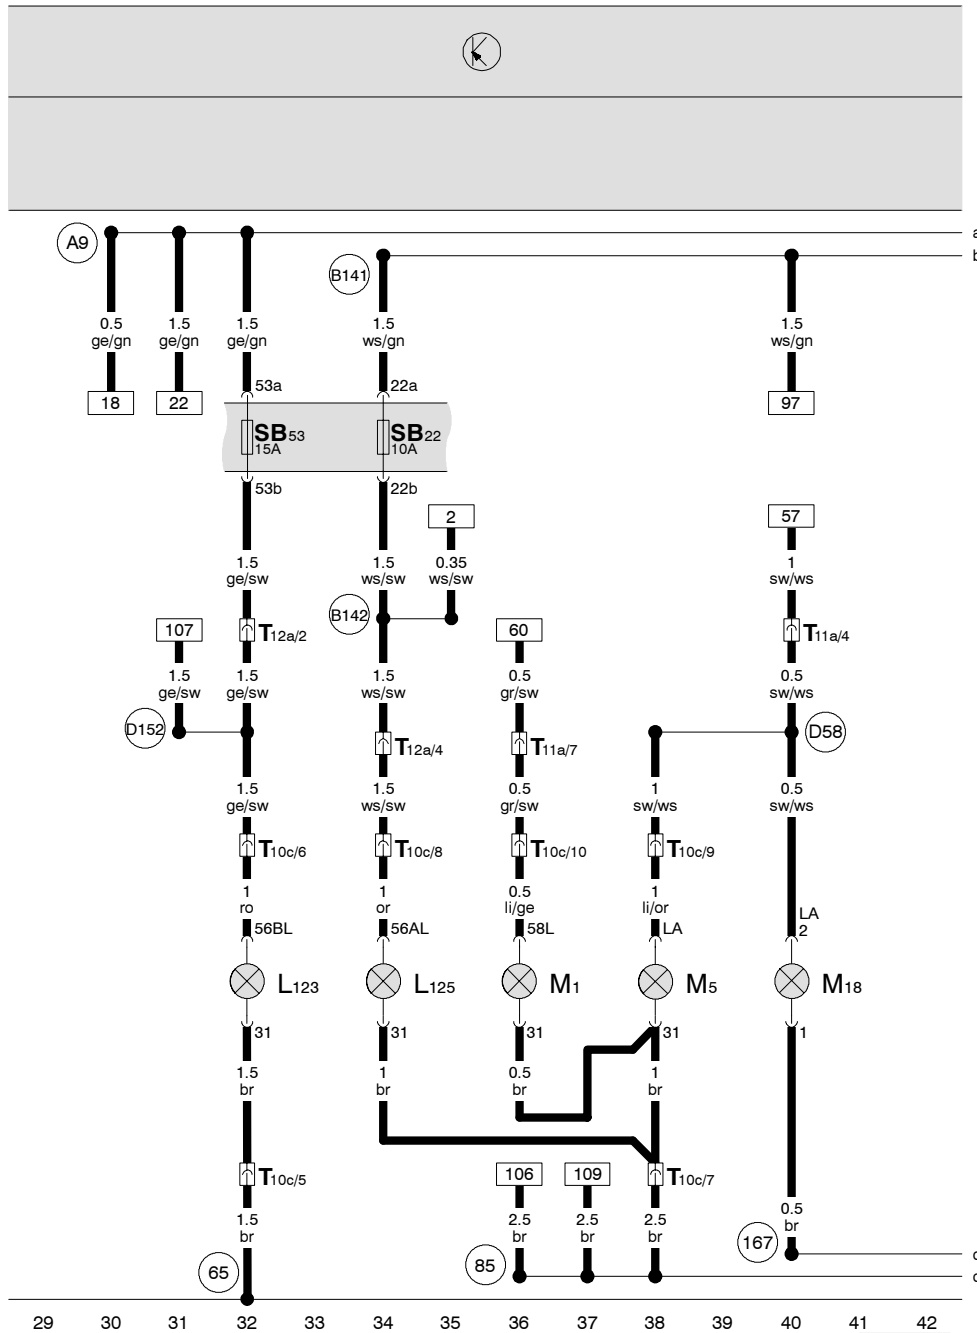 a
A9
b
B141
0.5 1.5 1.5 1.5 1.5
ge/gn ge/gn ge/gn ws/gn ws/gn
53a 22a
18 22 97
SB53 SB22
15A 10A
53b 22b
2 57
1.5 1.5 0.35 1
ge/sw ws/sw ws/sw sw/ws
B142
107 T12a/2 60 T11a/4
1.5 1.5 1.5 0.5 0.5
ge/sw ge/sw ws/sw gr/sw sw/ws
D152 D58
T12a/4 T11a/7
1.5 1.5 0.5 1 0.5
ge/sw ws/sw gr/sw sw/ws sw/ws
T10c/6 T10c/8 T10c/10 T10c/9
1 1 0.5 1
ro or li/ge li/or
LA
56BL 56AL 58L LA 2
L123 L125 M1 M5 M18
31 31 31 31 1
1.5 1 0.5 1
br br br br
T10c/5 106 109 T10c/7
0.5
br
1.5 2.5 2.5 2.5
br br br br
167
65 85
29 30 31 32 33 34 35 36 37 38 39 40 41 42